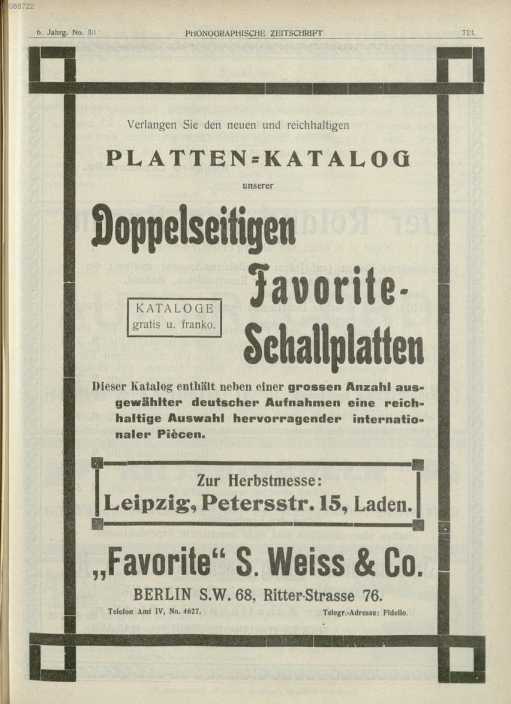 088722
6. Jahrg. No. 30
PHONOGRAPHISCHE ZEITSCHRIFT
Verlangen Sie den neuen und reichhaltigen
PLATTEN=KATALOG
unserer
Doppelseitigen
Favorite-
Schallplatten
KATALOGE
gratis u. franko.
Dieser Katalog enthält neben einer grossen Anzahl aus-
gewählter deutscher Aufnahmen eine reich-
haltige Auswahl hervorragender internatio-
naler Piècen.
Zur Herbstmesse:
Leipzig, Petersstr. 15, Laden.
„Favorite“ S. Weiss & Co.
BERLIN S.W. 68, Ritter-Strasse 76.
Telefon Amt IV, No. 4627.
Telegr.-Adresse: Fidelio.